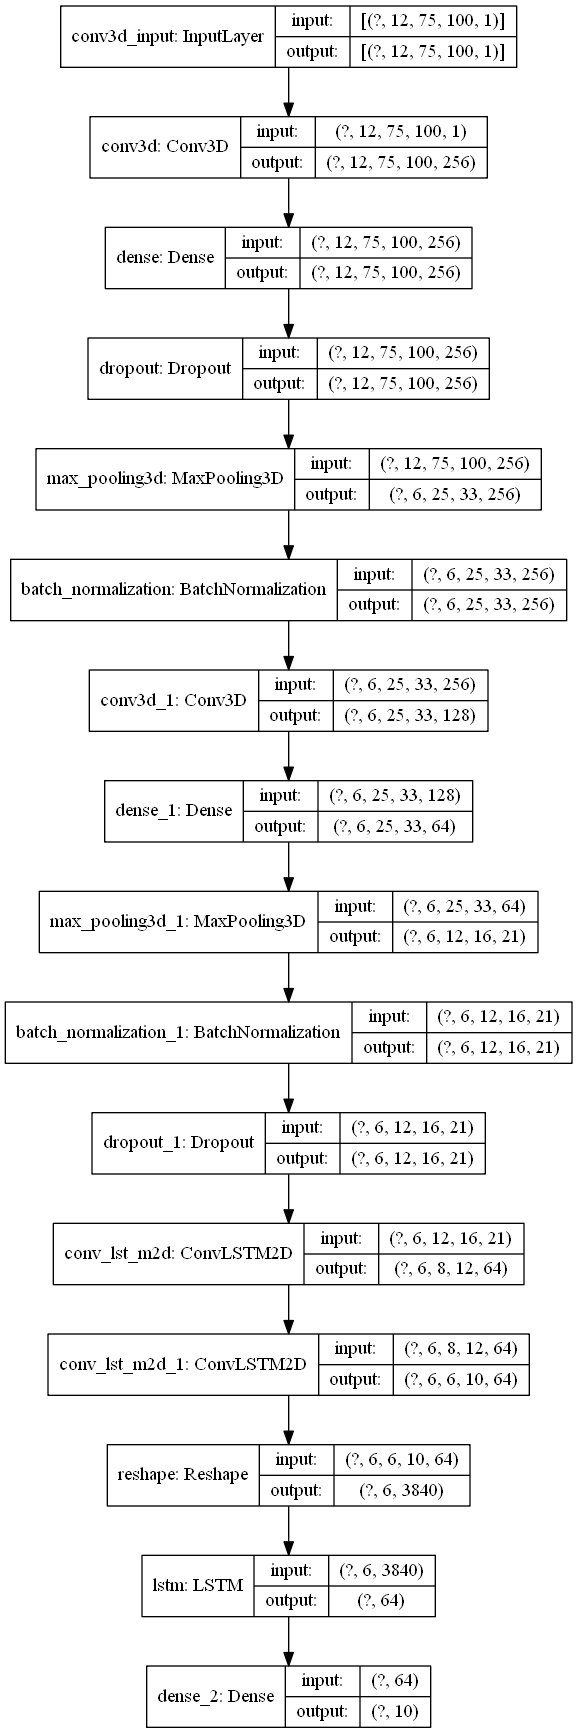 conv3d_input: InputLayer
input: [(?, 12, 75, 100, 1)]
output: [(?, 12, 75, 100, 1)]
conv3d: Conv3D
input: (?, 12, 75, 100, 1)
output: (?, 12, 75, 100, 256)
dense: Dense
input: (?, 12, 75, 100, 256)
output: (?, 12, 75, 100, 256)
dropout: Dropout
input: (?, 12, 75, 100, 256)
output: (?, 12, 75, 100, 256)
max_pooling3d: MaxPooling3D
input: (?, 12, 75, 100, 256)
output: (?, 6, 25, 33, 256)
batch_normalization: BatchNormalization
input: (?, 6, 25, 33, 256)
output: (?, 6, 25, 33, 256)
conv3d_1: Conv3D
input: (?, 6, 25, 33, 256)
output: (?, 6, 25, 33, 128)
dense_1: Dense
input: (?, 6, 25, 33, 128)
output: (?, 6, 25, 33, 64)
max_pooling3d_1: MaxPooling3D
input: (?, 6, 25, 33, 64)
output: (?, 6, 12, 16, 21)
batch_normalization_1: BatchNormalization
input: (?, 6, 12, 16, 21)
output: (?, 6, 12, 16, 21)
dropout_1: Dropout
input: (?, 6, 12, 16, 21)
output: (?, 6, 12, 16, 21)
conv_lst_m2d: ConvLSTM2D
input: (?, 6, 12, 16, 21)
output: (?, 6, 8, 12, 64)
conv_lst_m2d_1: ConvLSTM2D
input: (?, 6, 8, 12, 64)
output: (?, 6, 6, 10, 64)
reshape: Reshape
input: (?, 6, 6, 10, 64)
output: (?, 6, 3840)
lstm: LSTM
input: (?, 6, 3840)
output: (?, 64)
dense_2: Dense
input: (?, 64)
output: (?, 10)